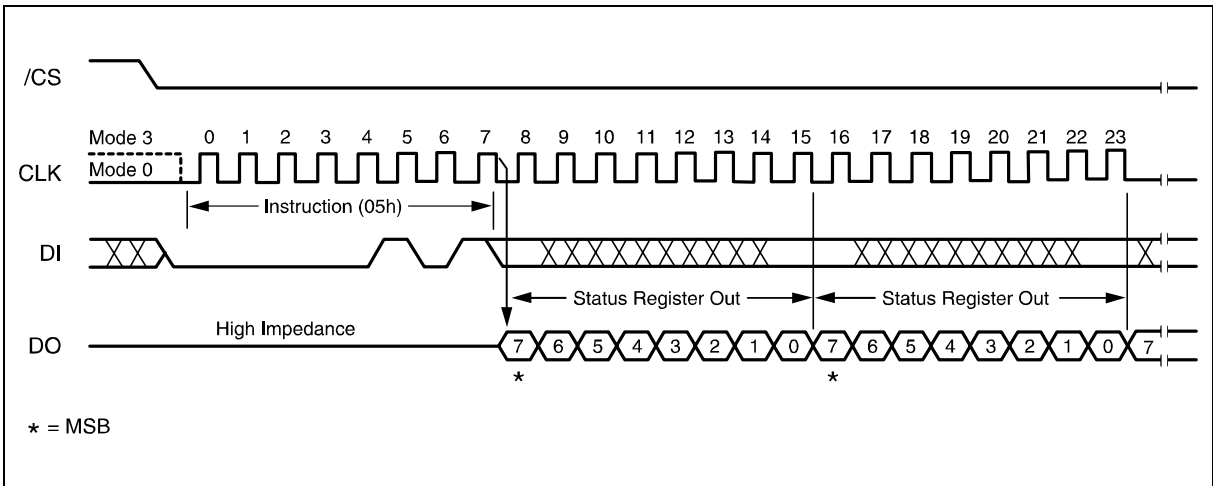 /CS
Mode 3
0 1 2 3 4 5 6 7 8 9 10 11 12 13 14 15 16 17 18 19 20 21 22 23
CLK
Mode 0
Instruction (05h)
DI
Status Register Out
Status Register Out
High Impedance
DO
7 6 5 4 3 2 1 0 7 6 5 4 3 2 1 0 7
* *
* = MSB